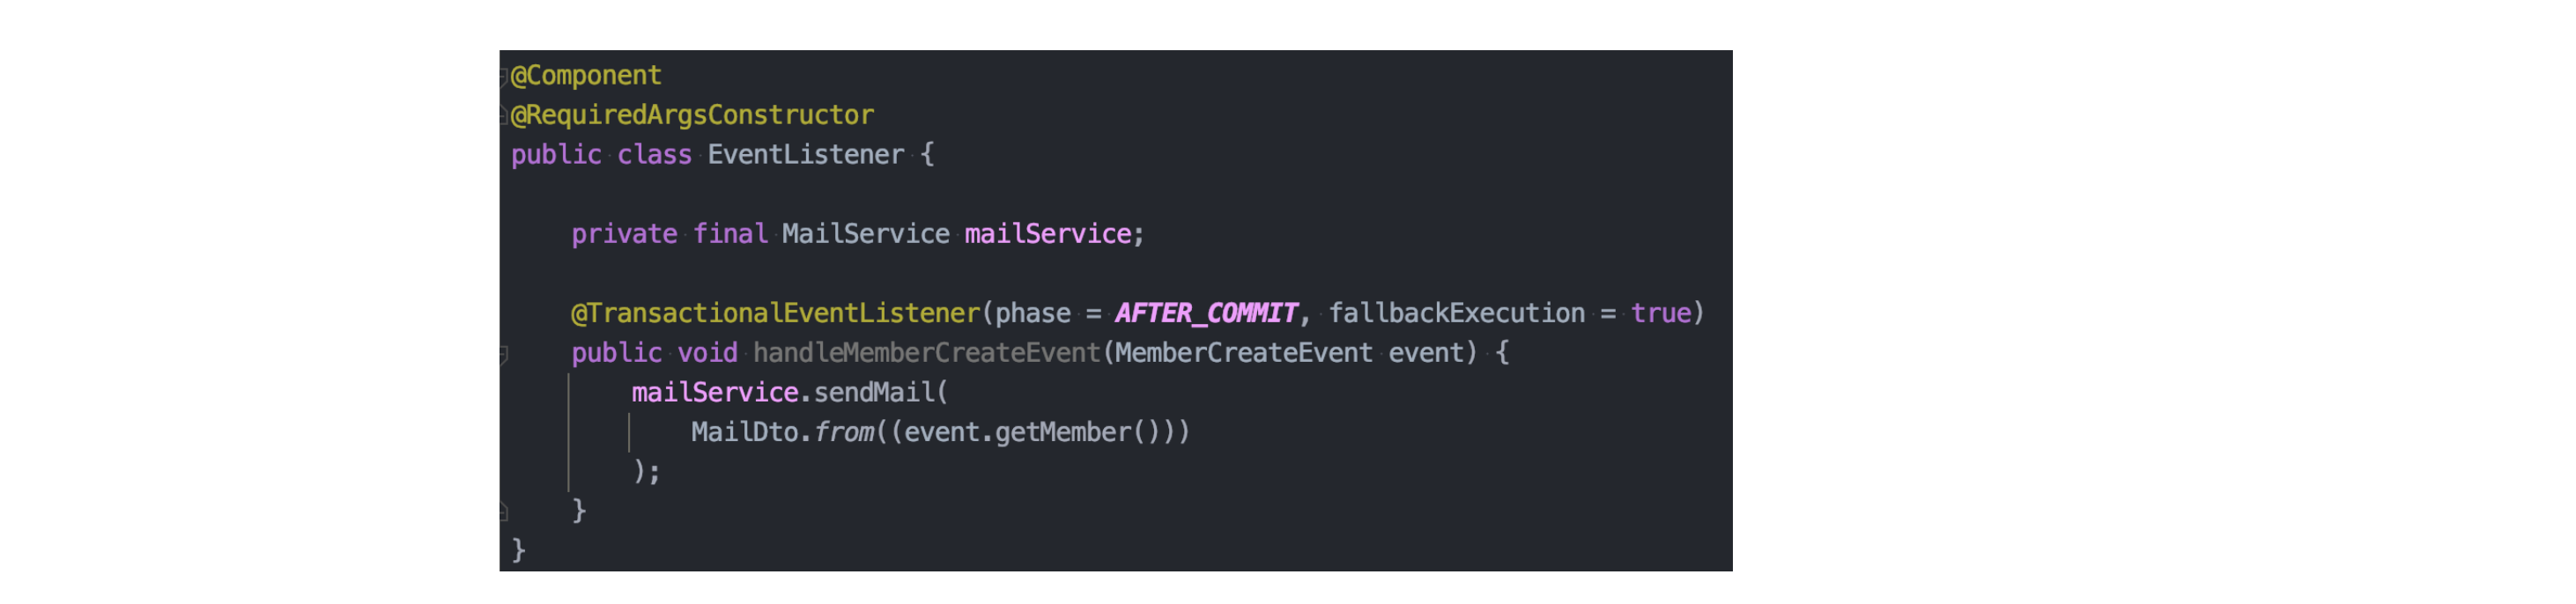 @Component
@RequiredArgsConstructor
public class EventListener {
private final MailService mailService;
@TransactionalEventListener(phase = AFTER_COMMIT, fallbackExecution = true)
public void handleMemberCreateEvent(MemberCreateEvent event) {
mailService.sendMail(
MailDto.from((event.getMember()))
);
}
}